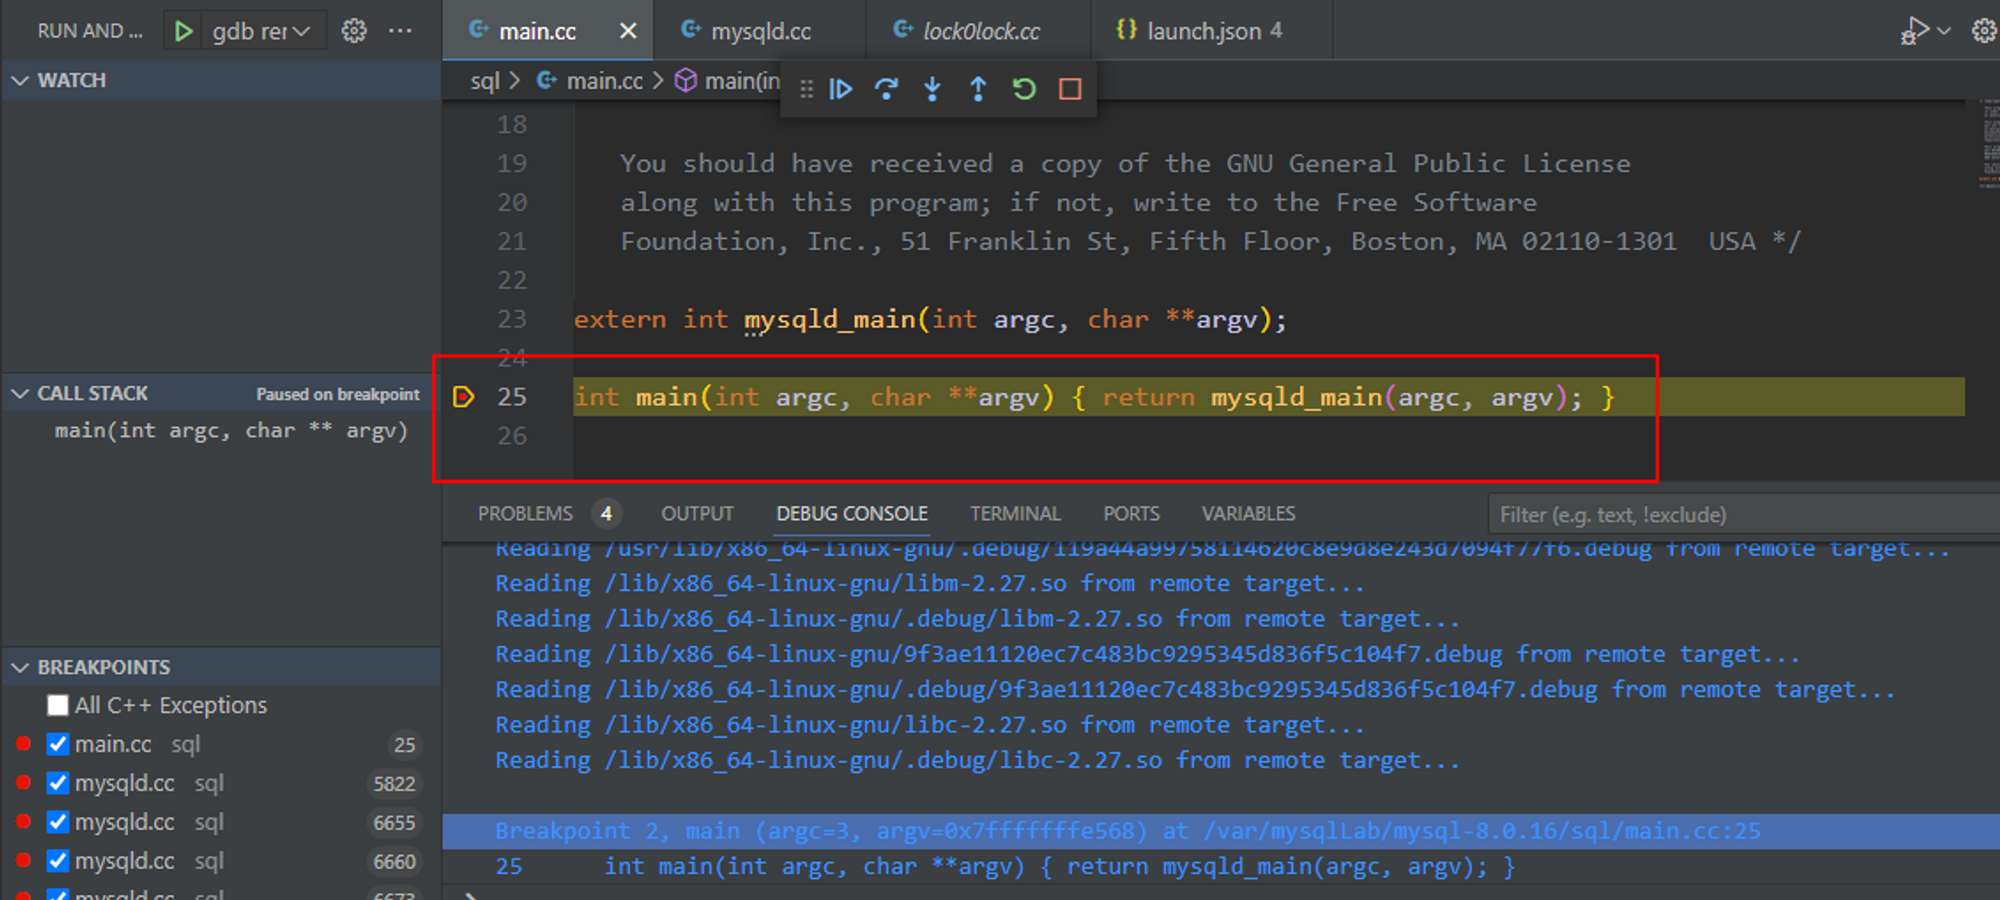 RUN AND ...
gdb rer
main.cc
mysqld.cc
lock0lock.cc
launch.json 4
WATCH
sql > main.cc > main(in
18
19 You should have received a copy of the GNU General Public License
20 along with this program; if not, write to the Free Software
21 Foundation, Inc., 51 Franklin St, Fifth Floor, Boston, MA 02110-1301  USA */
22
23 extern int mysqld_main(int argc, char **argv);
24
25 int main(int argc, char **argv) { return mysqld_main(argc, argv); }
26
CALL STACK Paused on breakpoint
main(int argc, char ** argv)
PROBLEMS 4 OUTPUT DEBUG CONSOLE TERMINAL PORTS VARIABLES
Filter (e.g. text, !exclude)
Reading /usr/lib/x86_64-linux-gnu/.debug/119a44a99758114620c8e9d8e243d7094f77f6.debug from remote target...
Reading /lib/x86_64-linux-gnu/libm-2.27.so from remote target...
Reading /lib/x86_64-linux-gnu/.debug/libm-2.27.so from remote target...
Reading /lib/x86_64-linux-gnu/9f3ae11120ec7c483bc9295345d836f5c104f7.debug from remote target...
Reading /lib/x86_64-linux-gnu/.debug/9f3ae11120ec7c483bc9295345d836f5c104f7.debug from remote target...
Reading /lib/x86_64-linux-gnu/libc-2.27.so from remote target...
Reading /lib/x86_64-linux-gnu/.debug/libc-2.27.so from remote target...
Breakpoint 2, main (argc=3, argv=0x7fffffffe568) at /var/mysqlLab/mysql-8.0.16/sql/main.cc:25
25 int main(int argc, char **argv) { return mysqld_main(argc, argv); }
BREAKPOINTS
All C++ Exceptions
main.cc sql 25
mysqld.cc sql 5822
mysqld.cc sql 6655
mysqld.cc sql 6660
mysqld.cc sql 6673